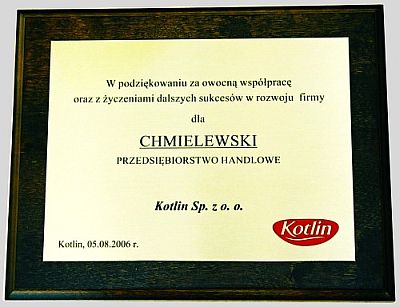 W podziękowaniu za owocną współpracę
oraz z życzeniami dalszych sukcesów w rozwoju firmy
dla
CHMIELEWSKI
PRZEDSIĘBIORSTWO HANDLOWE
Kotlin Sp. z o. o.
Kotlin
Kotlin, 05.08.2006 r.